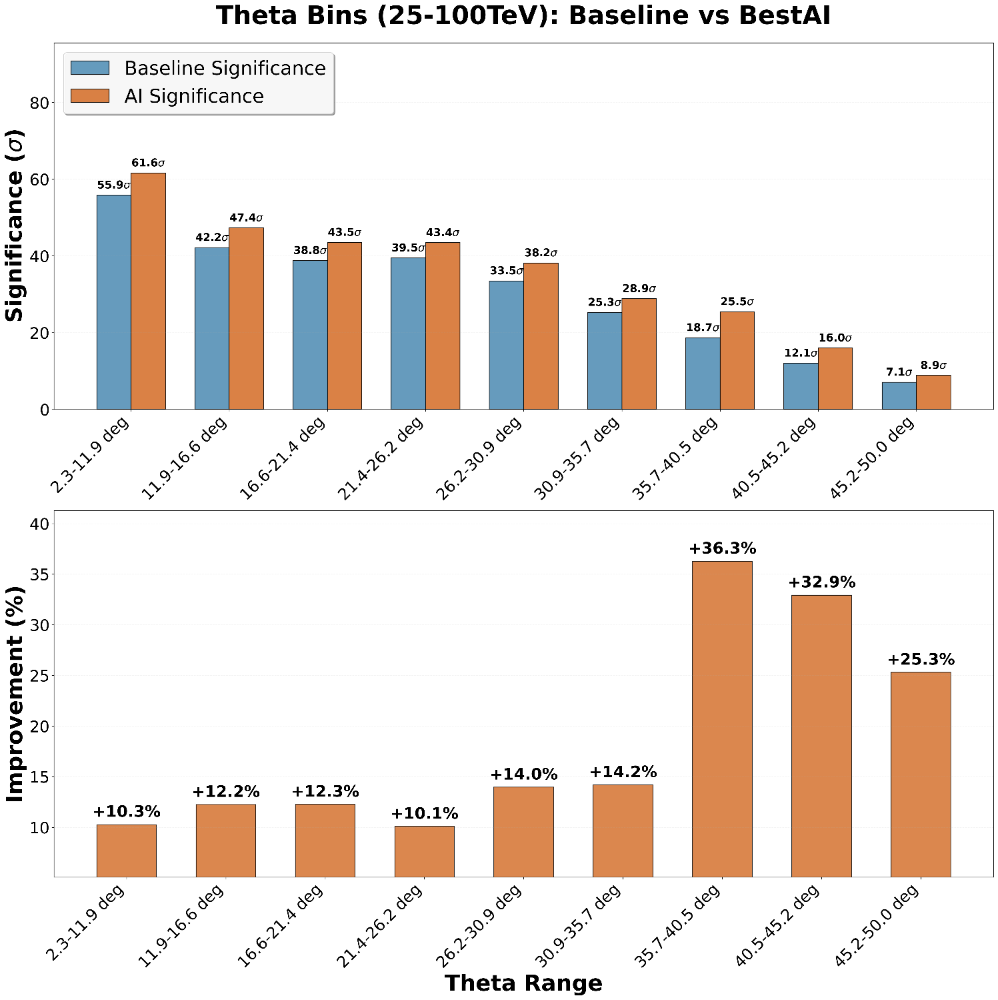 Theta Bins (25-100TeV): Baseline vs BestAI
Baseline Significance
AI Significance
Significance (σ)
80
60
40
20
0
55.9σ
61.6σ
42.2σ
47.4σ
38.8σ
43.5σ
39.5σ
43.4σ
33.5σ
38.2σ
25.3σ
28.9σ
18.7σ
25.5σ
12.1σ
16.0σ
7.1σ
8.9σ
2.3-11.9 deg
11.9-16.6 deg
16.6-21.4 deg
21.4-26.2 deg
26.2-30.9 deg
30.9-35.7 deg
35.7-40.5 deg
40.5-45.2 deg
45.2-50.0 deg
Improvement (%)
40
35
30
25
20
15
10
+10.3%
+12.2%
+12.3%
+10.1%
+14.0%
+14.2%
+36.3%
+32.9%
+25.3%
2.3-11.9 deg
11.9-16.6 deg
16.6-21.4 deg
21.4-26.2 deg
26.2-30.9 deg
30.9-35.7 deg
35.7-40.5 deg
40.5-45.2 deg
45.2-50.0 deg
Theta Range